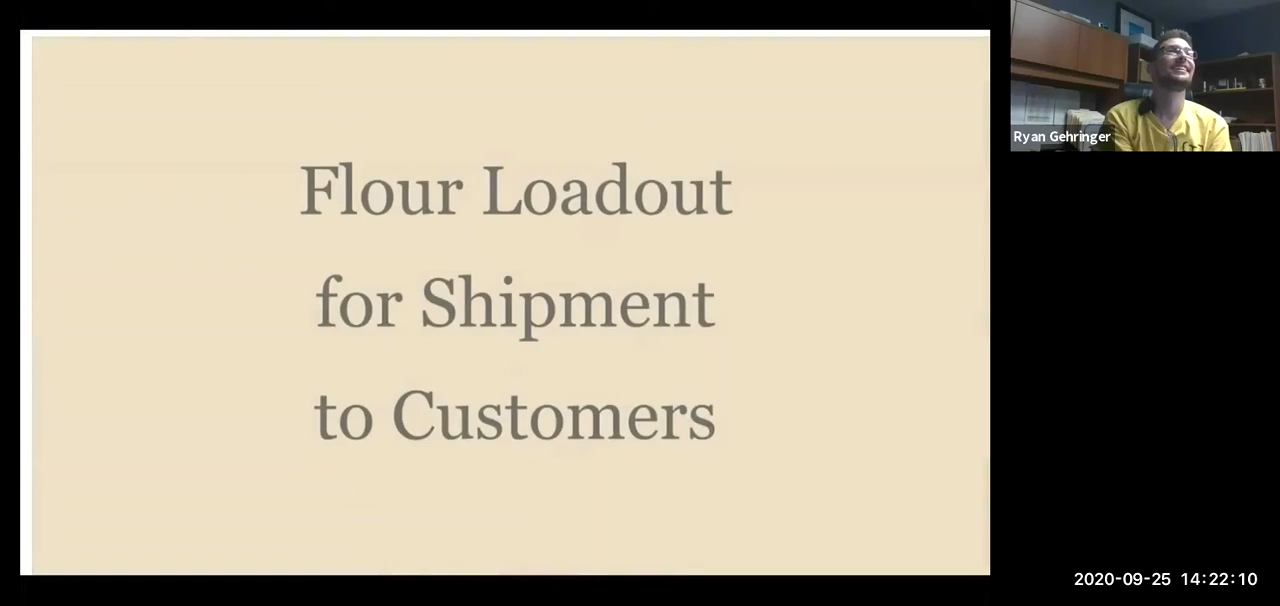 Flour Loadout
for Shipment
to Customers
Ryan Gehringer
2020-09-25 14:22:10